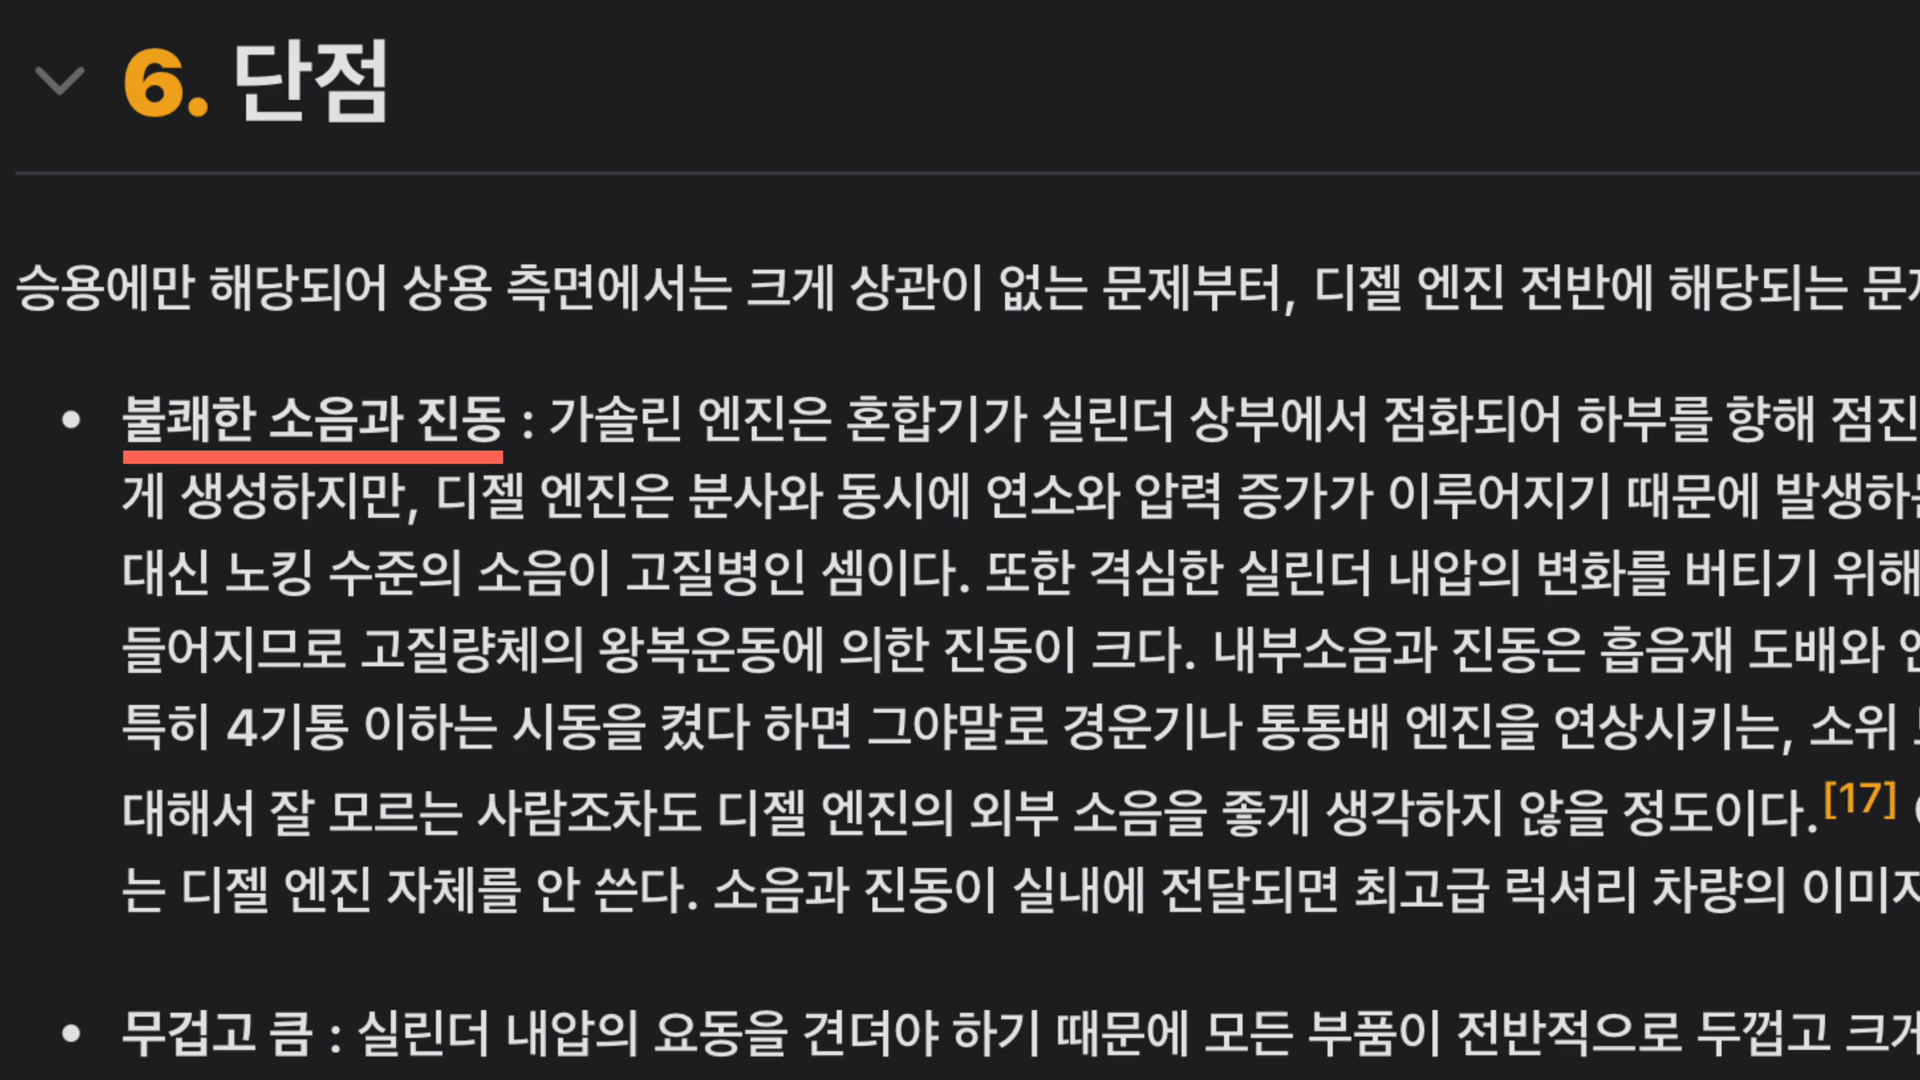 6. 단점
승용에만 해당되어 상용 측면에서는 크게 상관이 없는 문제부터, 디젤 엔진 전반에 해당되는
불쾌한 소음과 진동 : 가솔린 엔진은 혼합기가 실린더 상부에서 점화되어 하부를 향해 점진
게 생성하지만, 디젤 엔진은 분사와 동시에 연소와 압력 증가가 이루어지기 때문에
대신 노킹 수준의 소음이 고질병인 셈이다. 또한 격심한 실린더 내압의 변화를 버티기 위해
들어지므로 고질량체의 왕복운동에 의한 진동이 크다. 내부소음과 진동은 흡음재 도배와
특히 4기통 이하는 시동을 켰다 하면 그야말로 경운기나 통통배 엔진을 연상시키는, 소위
대해서 잘 모르는 사람조차도 디젤 엔진의 외부 소음을 좋게 생각하지 않을 정도이다.[17]
는 디젤 엔진 자체를 안 쓴다. 소음과 진동이 실내에 전달되면 최고급 럭셔리 차량의
무겁고 큼 : 실린더 내압의 요동을 견뎌야 하기 때문에 모든 부품이 전반적으로 두껍고 크게